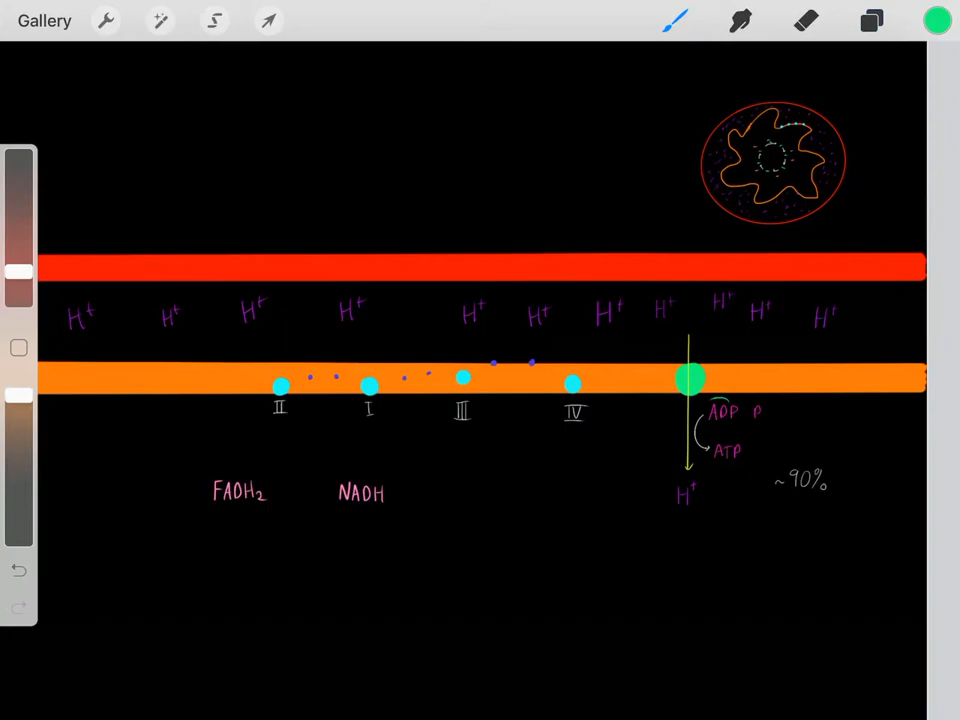 Gallery
H+ H+ H+ H+ H+ H+ H+ H+ H+ H+ H+
II I III IV
ADP P
ATP
~90%
FADH₂ NADH H+